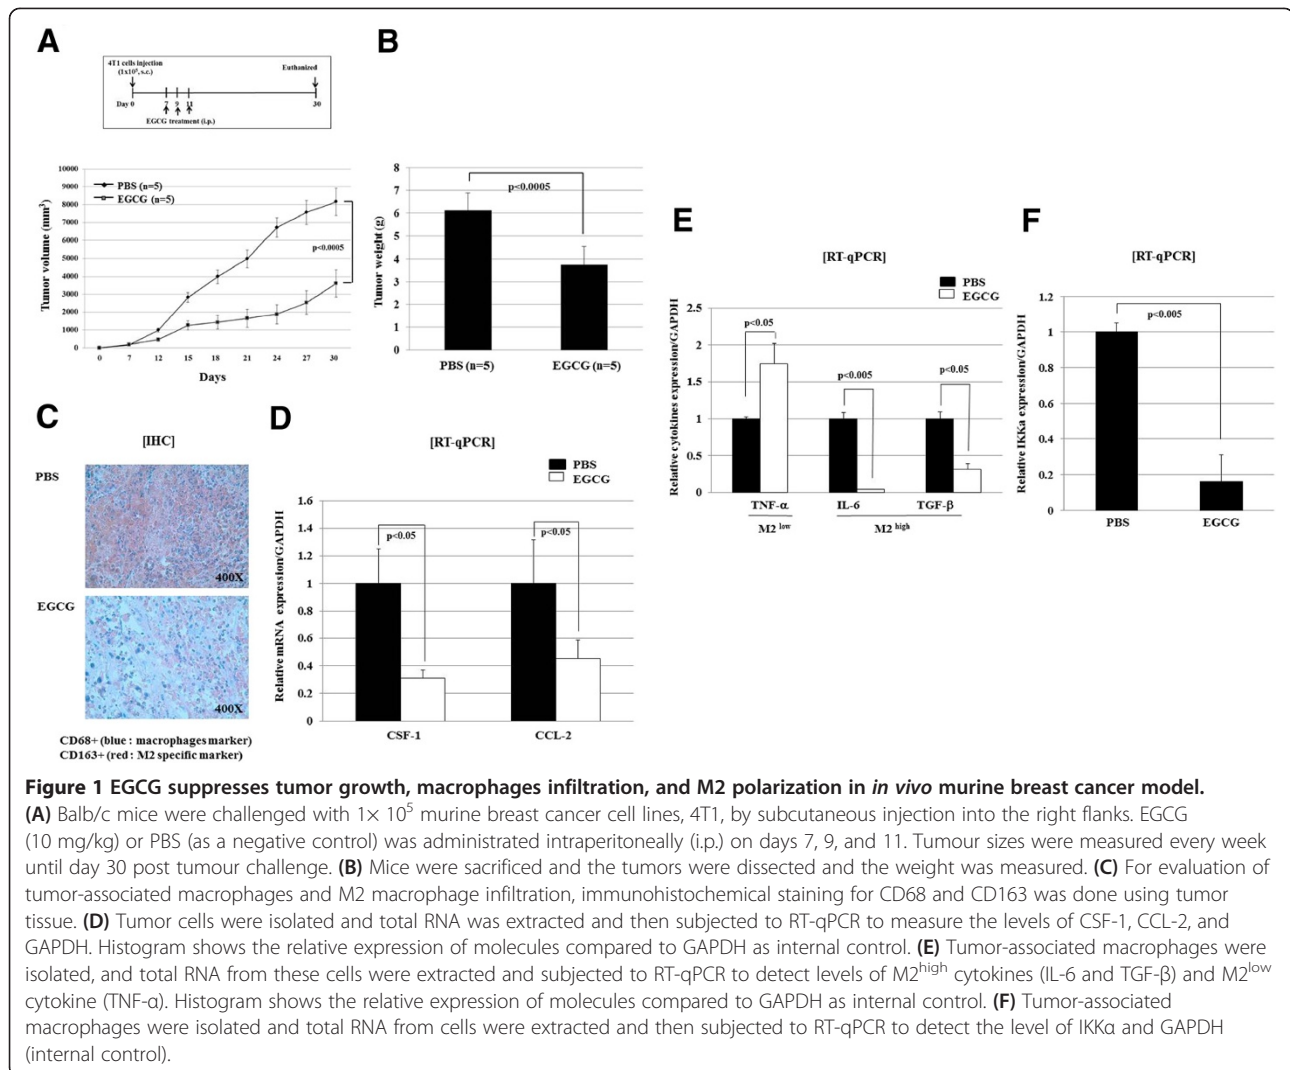 A
4T1 cells injection
(1x10⁵, s.c.)
Euthanized
Day 0 7 9 11 30
EGCG treatment (i.p.)
Tumor volume (mm³)
10000
9000
8000
7000
6000
5000
4000
3000
2000
1000
0
PBS (n=5)
EGCG (n=5)
p<0.0005
0 7 12 15 18 21 24 27 30
Days
B
Tumor weight (g)
8
7
6
5
4
3
2
1
0
p<0.0005
PBS (n=5) EGCG (n=5)
C
[IHC]
PBS
400X
EGCG
400X
CD68+ (blue : macrophages marker)
CD163+ (red : M2 specific marker)
D
[RT-qPCR]
PBS
EGCG
Relative mRNA expression/GAPDH
1.6
1.4
1.2
1
0.8
0.6
0.4
0.2
0
p<0.05 p<0.05
CSF-1 CCL-2
E
[RT-qPCR]
PBS
EGCG
Relative cytokines expression/GAPDH
2.5
2
1.5
1
0.5
0
p<0.05 p<0.005 p<0.05
TNF-α IL-6 TGF-β
M2 low M2 high
F
[RT-qPCR]
Relative IKKa expression/GAPDH
1.2
1
0.8
0.6
0.4
0.2
0
p<0.005
PBS EGCG
Figure 1 EGCG suppresses tumor growth, macrophages infiltration, and M2 polarization in in vivo murine breast cancer model.
(A) Balb/c mice were challenged with 1× 10⁵ murine breast cancer cell lines, 4T1, by subcutaneous injection into the right flanks. EGCG
(10 mg/kg) or PBS (as a negative control) was administrated intraperitoneally (i.p.) on days 7, 9, and 11. Tumour sizes were measured every week
until day 30 post tumour challenge. (B) Mice were sacrificed and the tumors were dissected and the weight was measured. (C) For evaluation of
tumor-associated macrophages and M2 macrophage infiltration, immunohistochemical staining for CD68 and CD163 was done using tumor
tissue. (D) Tumor cells were isolated and total RNA was extracted and then subjected to RT-qPCR to measure the levels of CSF-1, CCL-2, and
GAPDH. Histogram shows the relative expression of molecules compared to GAPDH as internal control. (E) Tumor-associated macrophages were
isolated, and total RNA from these cells were extracted and subjected to RT-qPCR to detect levels of M2high cytokines (IL-6 and TGF-β) and M2low
cytokine (TNF-α). Histogram shows the relative expression of molecules compared to GAPDH as internal control. (F) Tumor-associated
macrophages were isolated and total RNA from cells were extracted and then subjected to RT-qPCR to detect the level of IKKα and GAPDH
(internal control).